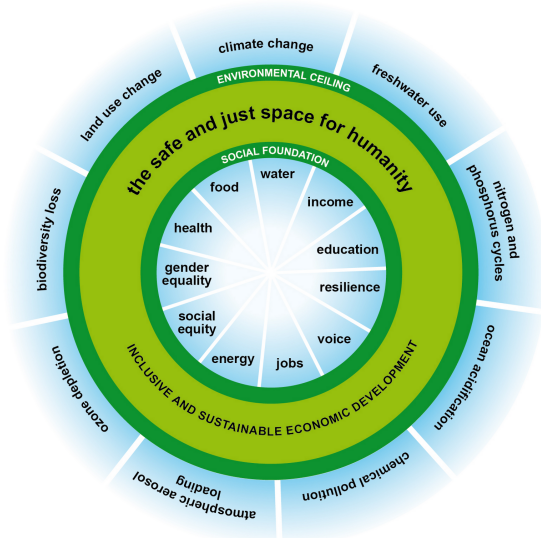 climate change
freshwater use
nitrogen and
phosphorus cycles
ocean acidification
chemical pollution
atmospheric aerosol
loading
ozone depletion
biodiversity loss
land use change
ENVIRONMENTAL CEILING
the safe and just space for humanity
SOCIAL FOUNDATION
water
income
education
resilience
voice
jobs
energy
social
equity
gender
equality
health
food
INCLUSIVE AND SUSTAINABLE ECONOMIC DEVELOPMENT